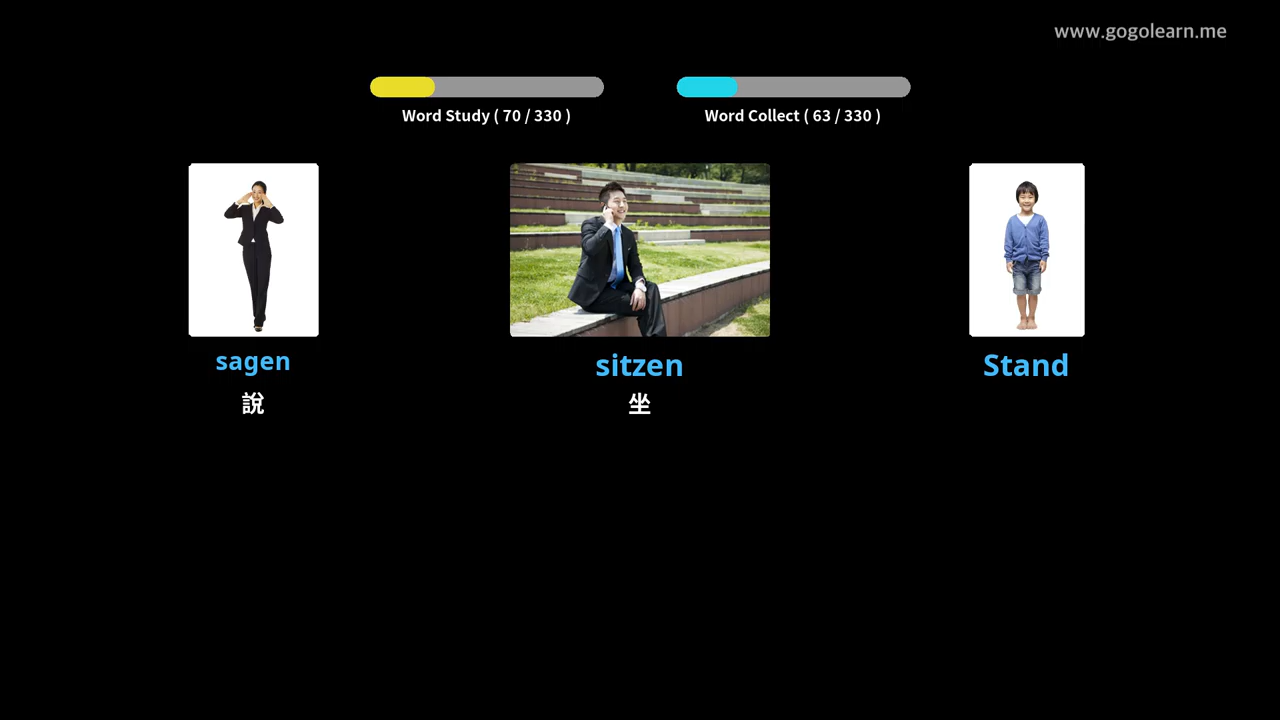 www.gogolearn.me
Word Study ( 70 / 330 )
Word Collect ( 63 / 330 )
sagen
說
sitzen
坐
Stand